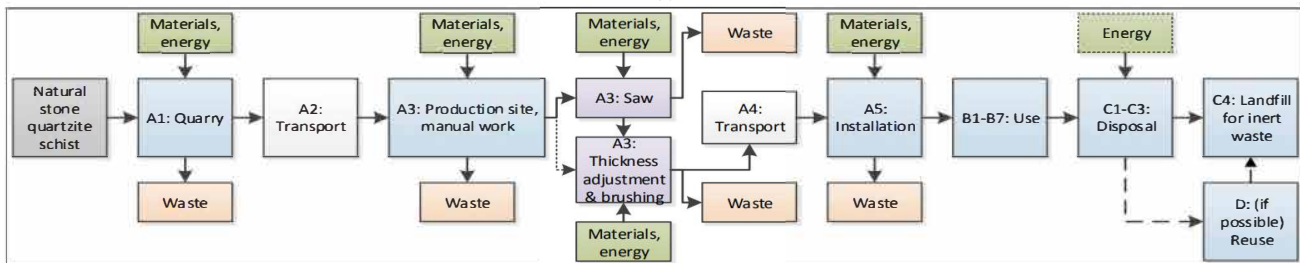 Materials,
energy
Materials,
energy
Materials,
energy
Waste
Materials,
energy
Energy
Natural
stone
quartzite
schist
A1: Quarry
A2:
Transport
A3: Production site,
manual work
A3: Saw
A3:
Thickness
adjustment
& brushing
A4:
Transport
A5:
Installation
B1-B7: Use
C1-C3:
Disposal
C4: Landfill
for inert
waste
Waste
Waste
Waste
Waste
D: (if
possible)
Reuse
Materials,
energy